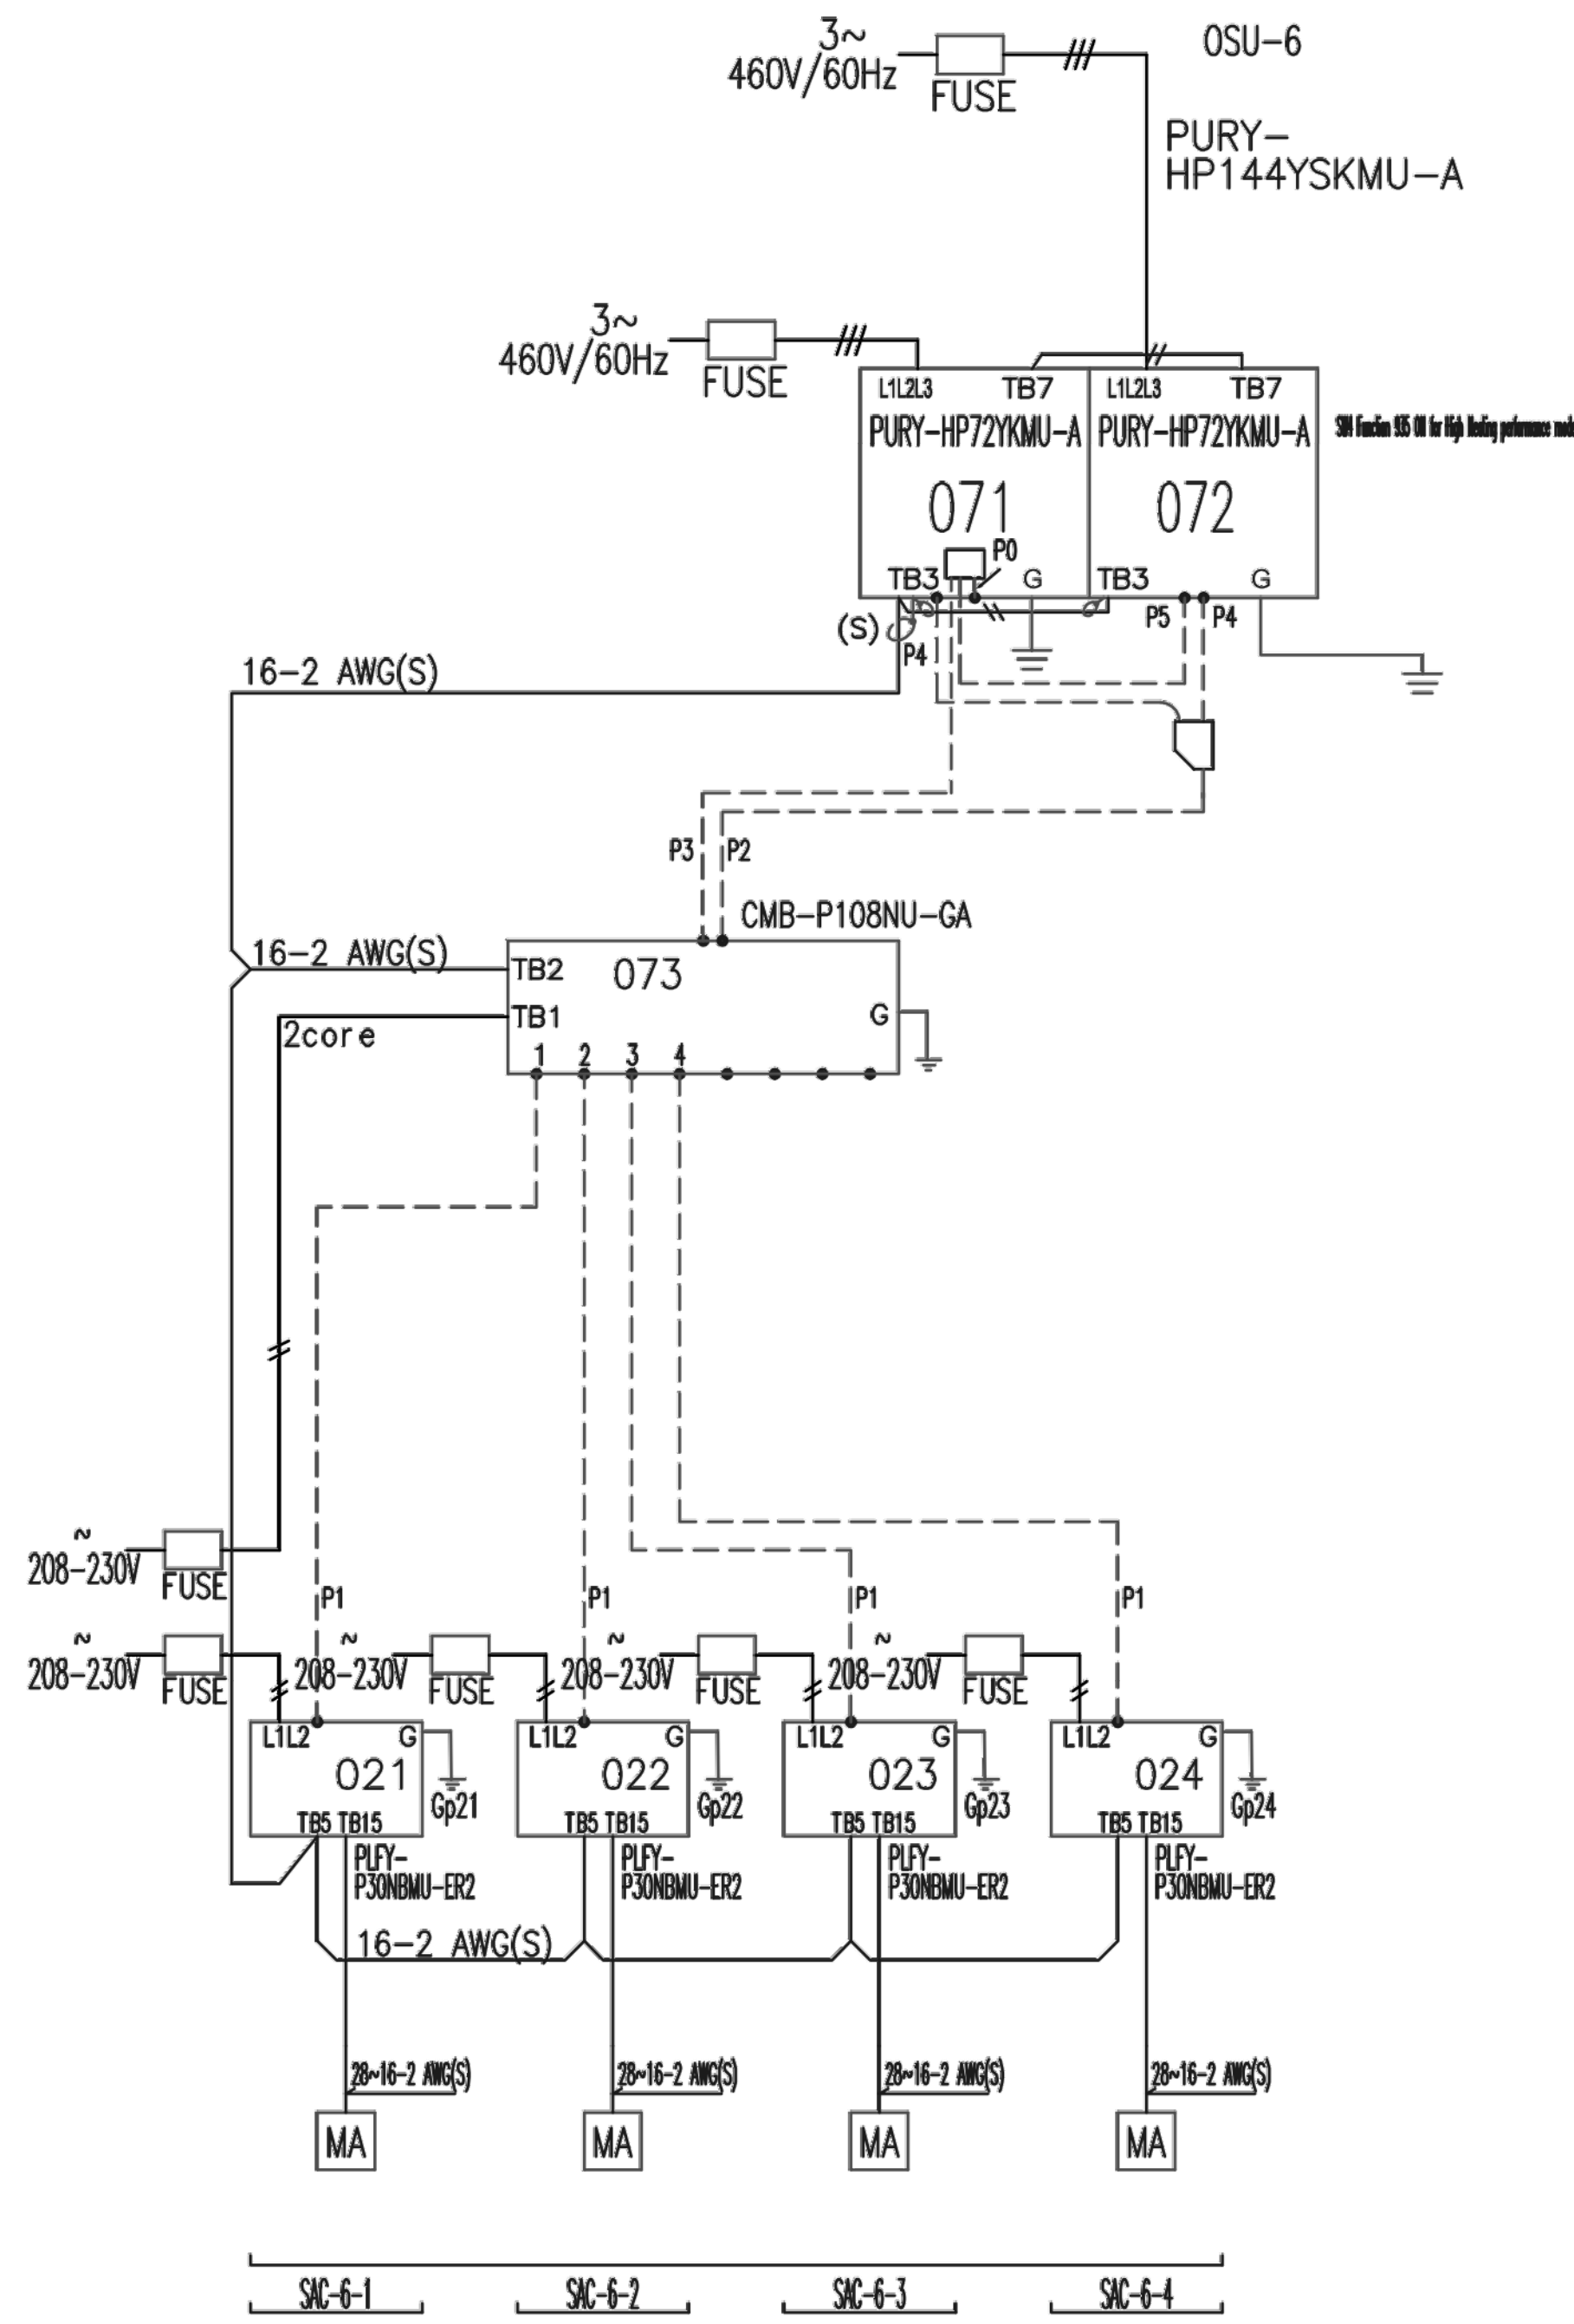 3~
460V/60Hz
FUSE
OSU-6
PURY-
HP144YSKMU-A
3~
460V/60Hz
FUSE
L1L2L3 TB7 L1L2L3 TB7
PURY-HP72YKMU-A PURY-HP72YKMU-A
for High Heating performance
071 072
P0
TB3 G TB3 G
(S) P4 P5 P4
16-2 AWG(S)
P3 P2
CMB-P108NU-GA
16-2 AWG(S)
TB2 073
TB1 G
2core
1 2 3 4
~
208-230V
FUSE
P1 P1 P1 P1
~ ~ ~ ~
208-230V 208-230V 208-230V 208-230V
FUSE FUSE FUSE FUSE
L1L2 G L1L2 G L1L2 G L1L2 G
021 022 023 024
Gp21 Gp22 Gp23 Gp24
TB5 TB15 TB5 TB15 TB5 TB15 TB5 TB15
PLFY- PLFY- PLFY- PLFY-
P30NBMU-ER2 P30NBMU-ER2 P30NBMU-ER2 P30NBMU-ER2
16-2 AWG(S)
28~16-2 AWG(S) 28~16-2 AWG(S) 28~16-2 AWG(S) 28~16-2 AWG(S)
MA MA MA MA
SAC-6-1 SAC-6-2 SAC-6-3 SAC-6-4